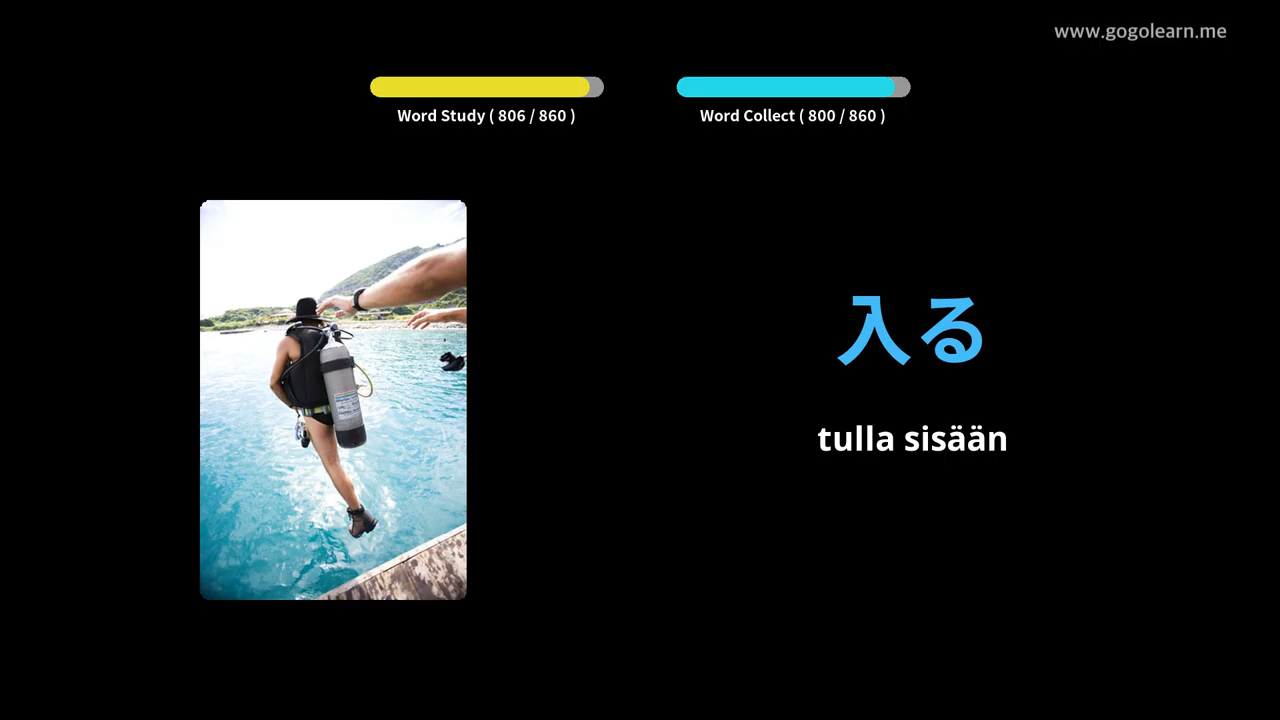 www.gogolearn.me
Word Study ( 806 / 860 )
Word Collect ( 800 / 860 )
入る
tulla sisään